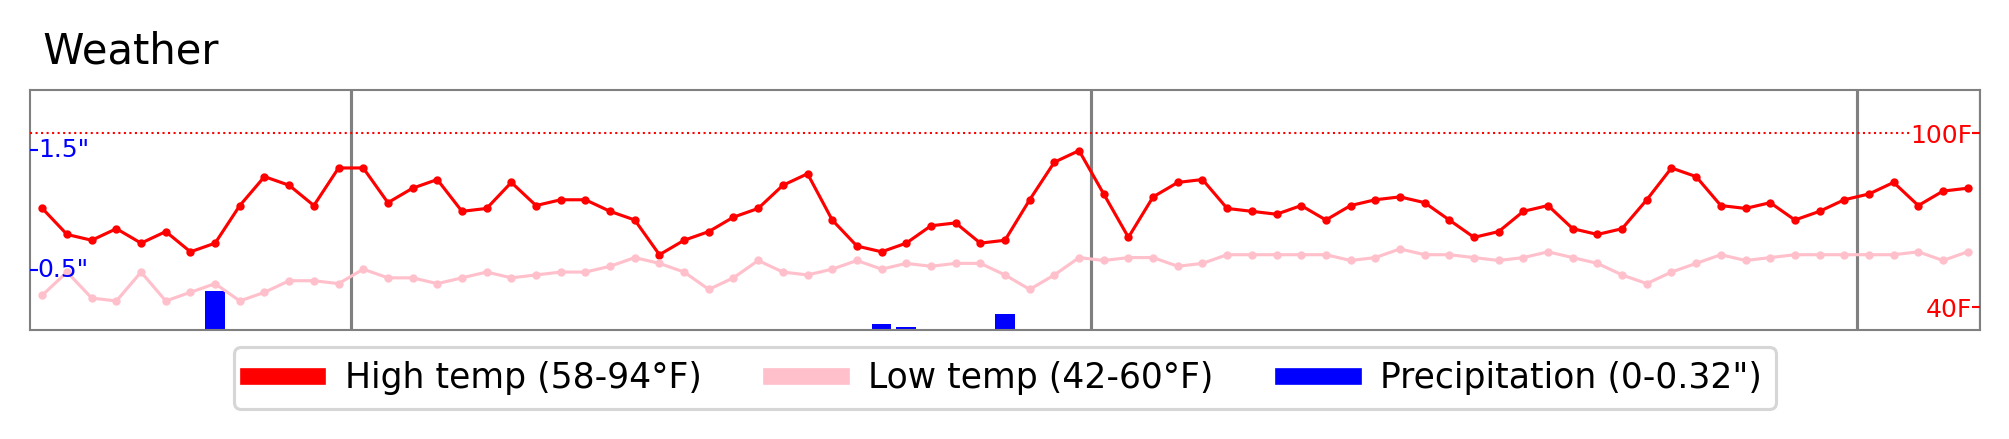 Weather
1.5"
100F
0.5"
40F
High temp (58-94°F) Low temp (42-60°F) Precipitation (0-0.32")